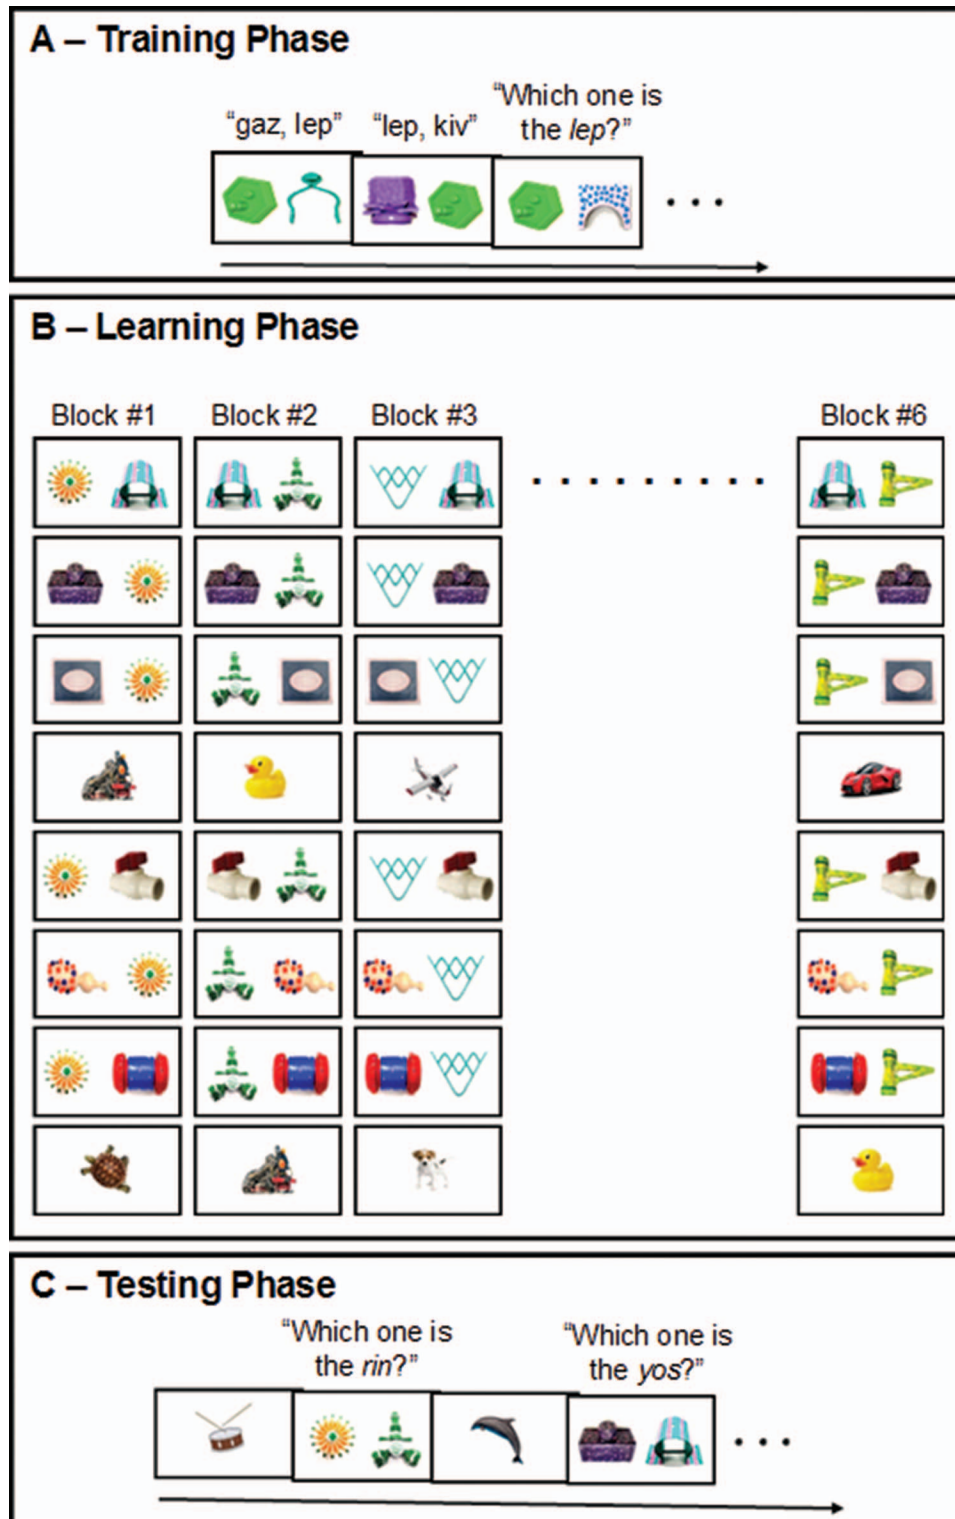 A – Training Phase
“gaz, lep”
“lep, kiv”
“Which one is
the lep?”
B – Learning Phase
Block #1
Block #2
Block #3
Block #6
C – Testing Phase
“Which one is
the rin?”
“Which one is
the yos?”